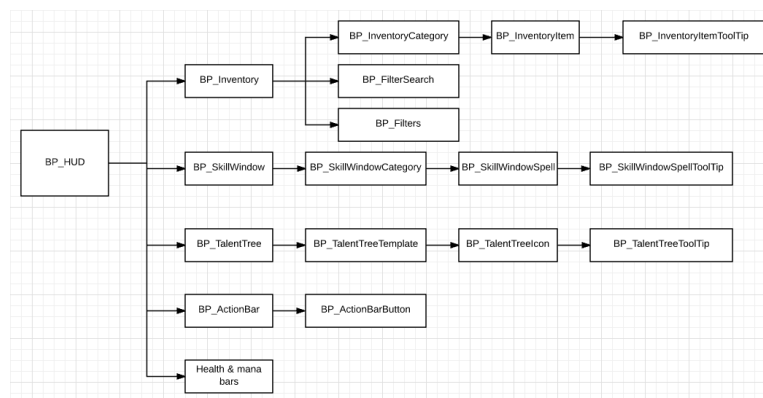 BP_InventoryCategory
BP_InventoryItem
BP_InventoryItemToolTip
BP_Inventory
BP_FilterSearch
BP_Filters
BP_HUD
BP_SkillWindow
BP_SkillWindowCategory
BP_SkillWindowSpell
BP_SkillWindowSpellToolTip
BP_TalentTree
BP_TalentTreeTemplate
BP_TalentTreeIcon
BP_TalentTreeToolTip
BP_ActionBar
BP_ActionBarButton
Health & mana
bars